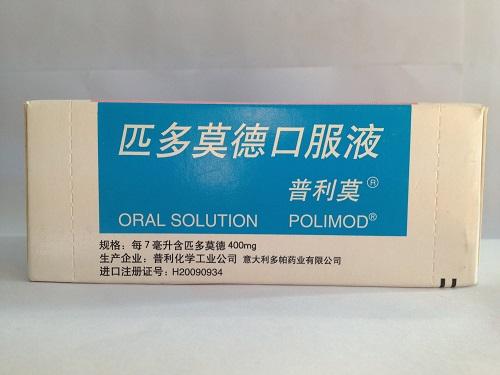 匹多莫德口服液
普利莫®
ORAL SOLUTION POLIMOD®
规格：每7毫升含匹多莫德400mg
生产企业：普利化学工业公司 意大利多帕药业有限公司
进口注册证号：H20090934